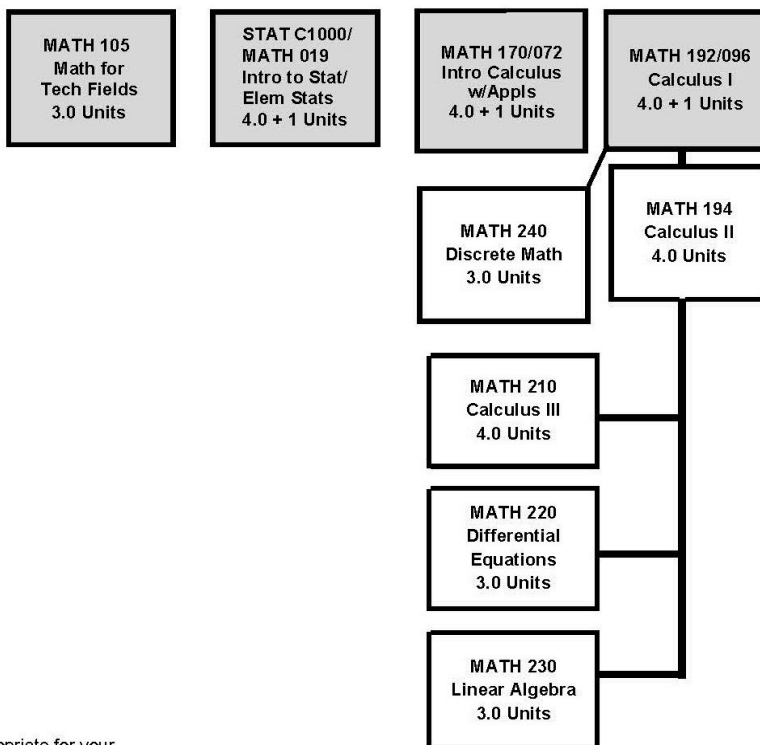 MATH 105
Math for
Tech Fields
3.0 Units
STAT C1000/
MATH 019
Intro to Stat/
Elem Stats
4.0 + 1 Units
MATH 170/072
Intro Calculus
w/Appls
4.0 + 1 Units
MATH 192/096
Calculus I
4.0 + 1 Units
MATH 240
Discrete Math
3.0 Units
MATH 194
Calculus II
4.0 Units
MATH 210
Calculus III
4.0 Units
MATH 220
Differential
Equations
3.0 Units
MATH 230
Linear Algebra
3.0 Units
for your